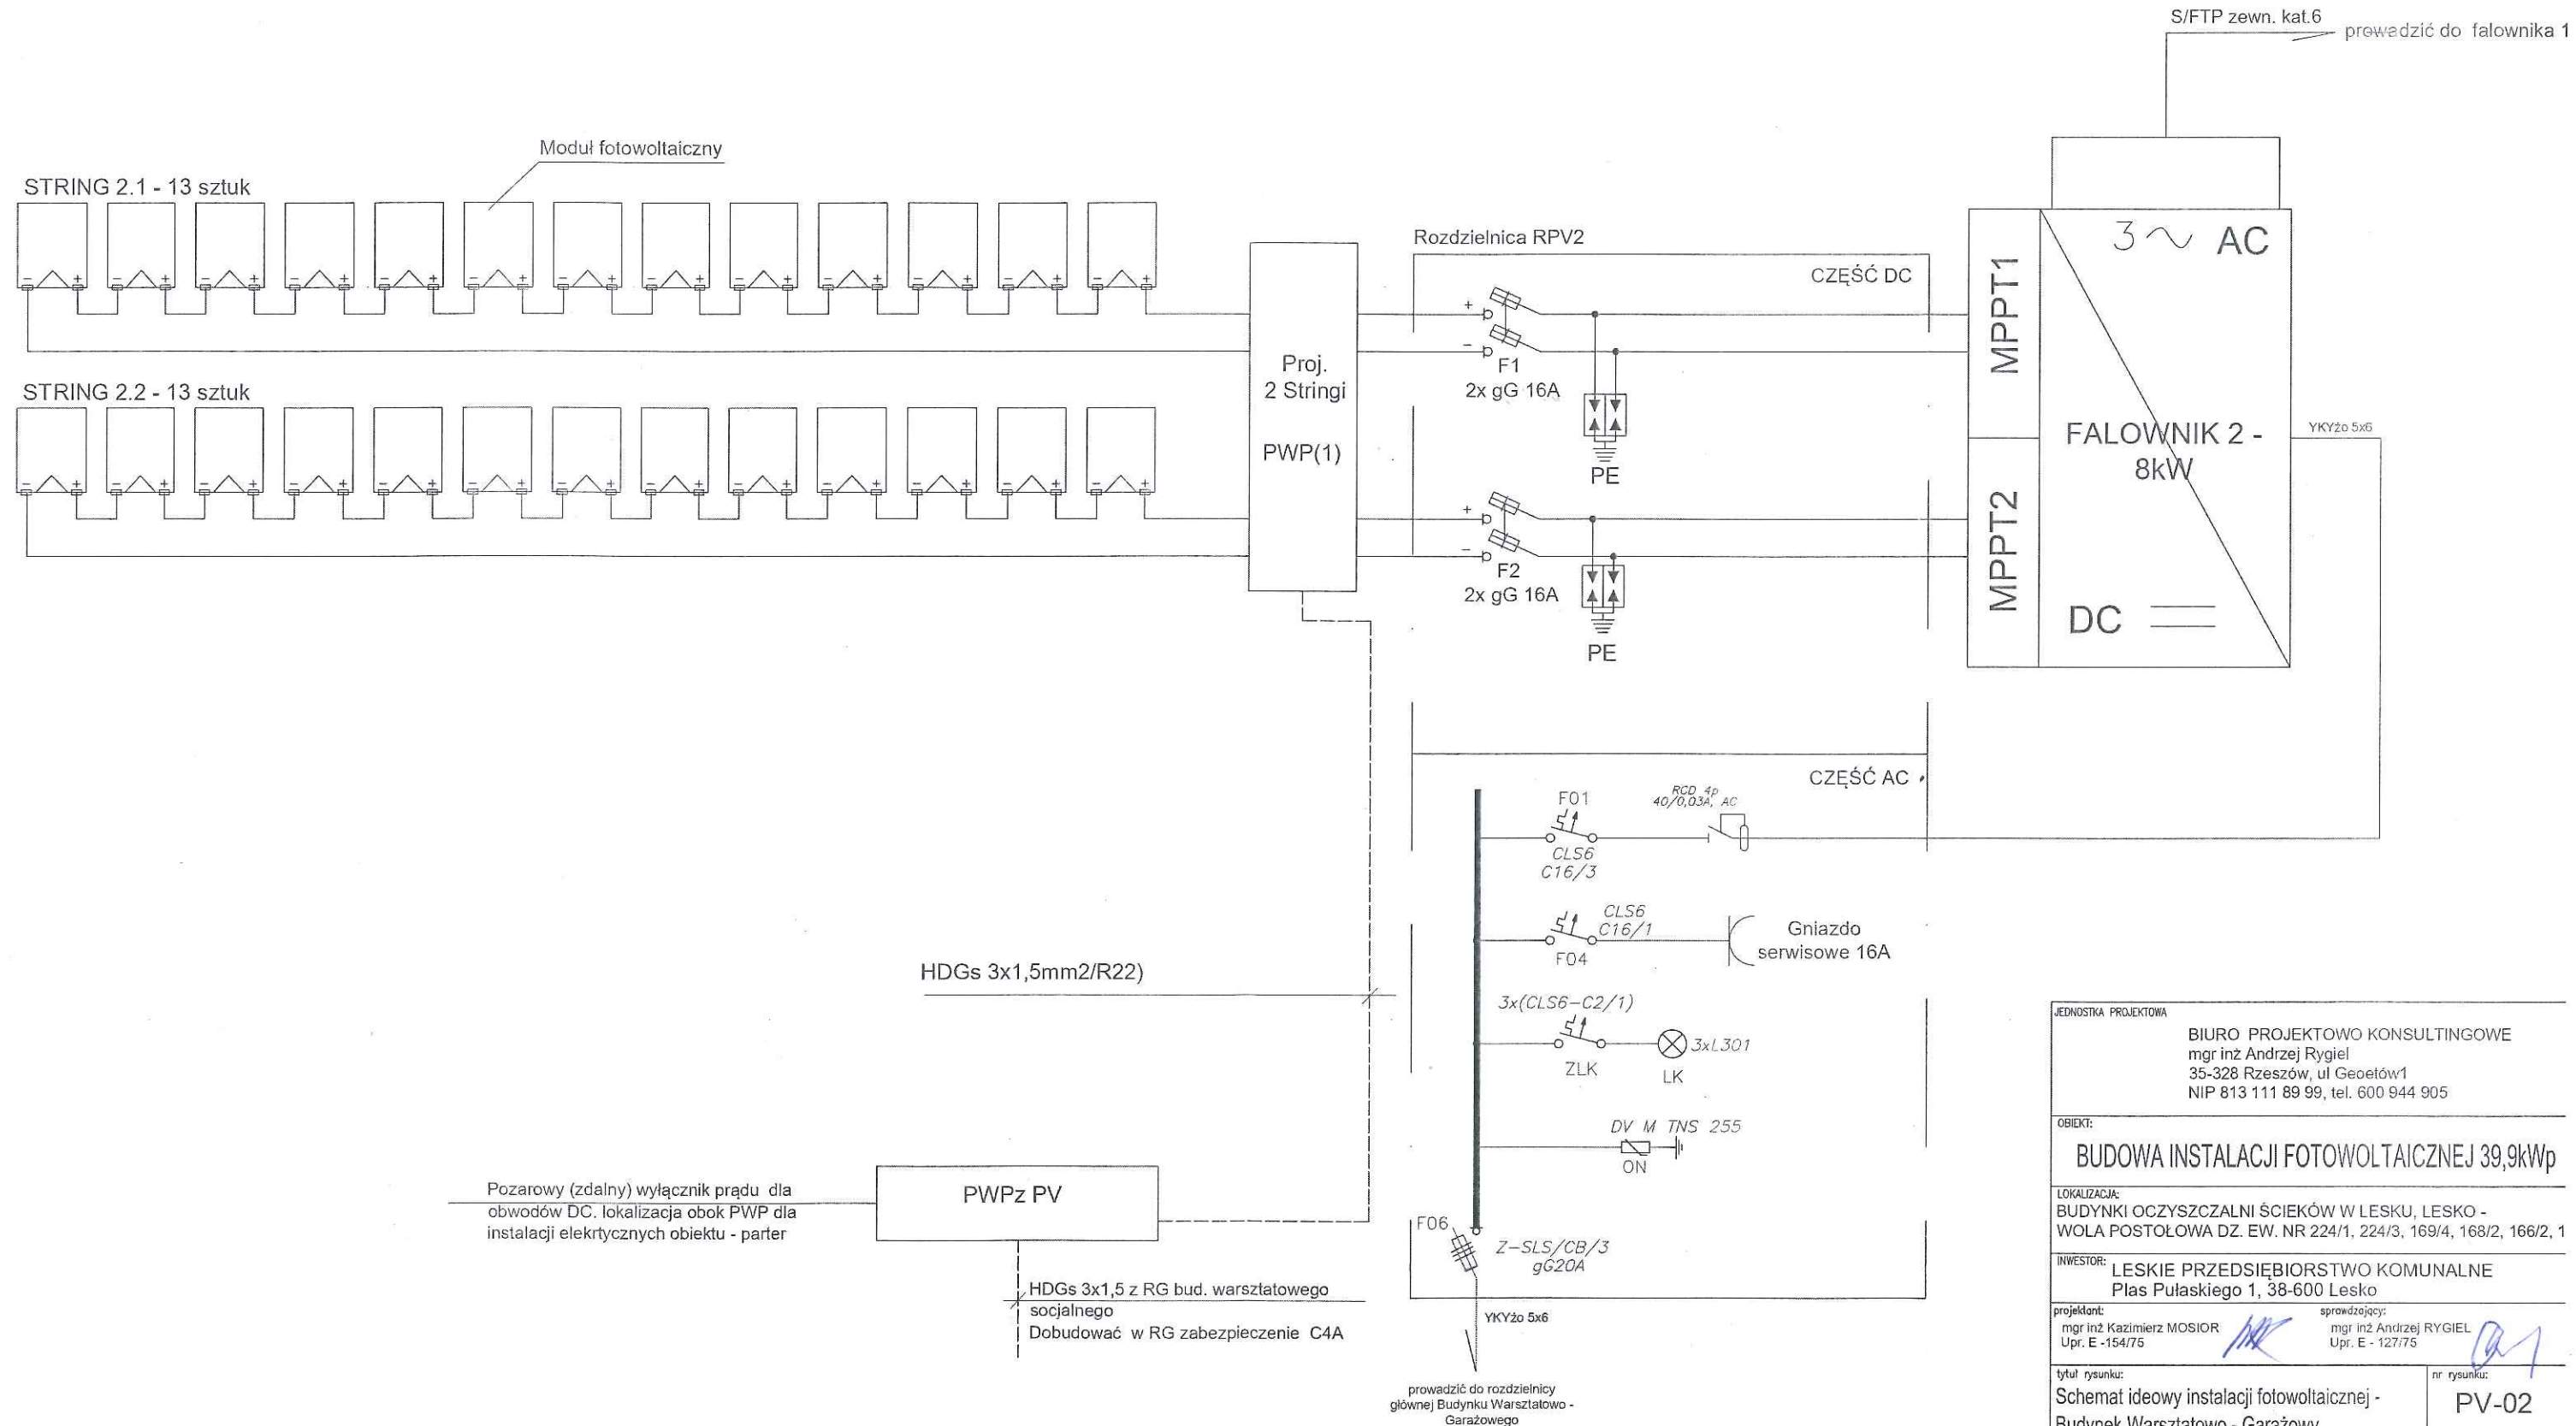 S/FTP zewn. kat.6
prowadzić do falownika 1
Moduł fotowoltaiczny
STRING 2.1 - 13 sztuk
Rozdzielnica RPV2
CZĘŚĆ DC
3 AC
MPPT1
+
-
F1
2x gG 16A
PE
Proj.
2 Stringi
PWP(1)
STRING 2.2 - 13 sztuk
FALOWNIK 2 -
8kW
YKYżo 5x6
+
-
F2
2x gG 16A
PE
MPPT2
DC
CZĘŚĆ AC
F01
CLS6
C16/3
RCD 4p
40/0,03A, AC
CLS6
C16/1
F04
Gniazdo
serwisowe 16A
HDGs 3x1,5mm2/R22)
3x(CLS6-C2/1)
ZLK
3xL301
LK
DV M TNS 255
ON
Pozarowy (zdalny) wyłącznik prądu dla
obwodów DC. lokalizacja obok PWP dla
instalacji elekrtycznych obiektu - parter
PWPz PV
F06
Z-SLS/CB/3
gG20A
HDGs 3x1,5 z RG bud. warsztatowego
socjalnego
Dobudować w RG zabezpieczenie C4A
YKYżo 5x6
prowadzić do rozdzielnicy
głównej Budynku Warsztatowo -
Garażowego
JEDNOSTKA PROJEKTOWA
BIURO PROJEKTOWO KONSULTINGOWE
mgr inż Andrzej Rygiel
35-328 Rzeszów, ul Geoetów1
NIP 813 111 89 99, tel. 600 944 905
OBIEKT:
BUDOWA INSTALACJI FOTOWOLTAICZNEJ 39,9kWp
LOKALIZACJA:
BUDYNKI OCZYSZCZALNI ŚCIEKÓW W LESKU, LESKO -
WOLA POSTOŁOWA DZ. EW. NR 224/1, 224/3, 169/4, 168/2, 166/2, 1
INWESTOR:
LESKIE PRZEDSIĘBIORSTWO KOMUNALNE
Plas Pułaskiego 1, 38-600 Lesko
projektant:
mgr inż Kazimierz MOSIOR
Upr. E -154/75
sprawdzający:
mgr inż Andrzej RYGIEL
Upr. E - 127/75
tytuł rysunku:
Schemat ideowy instalacji fotowoltaicznej -
Budynek Warsztatowo - Garażowy
nr rysunku:
PV-02